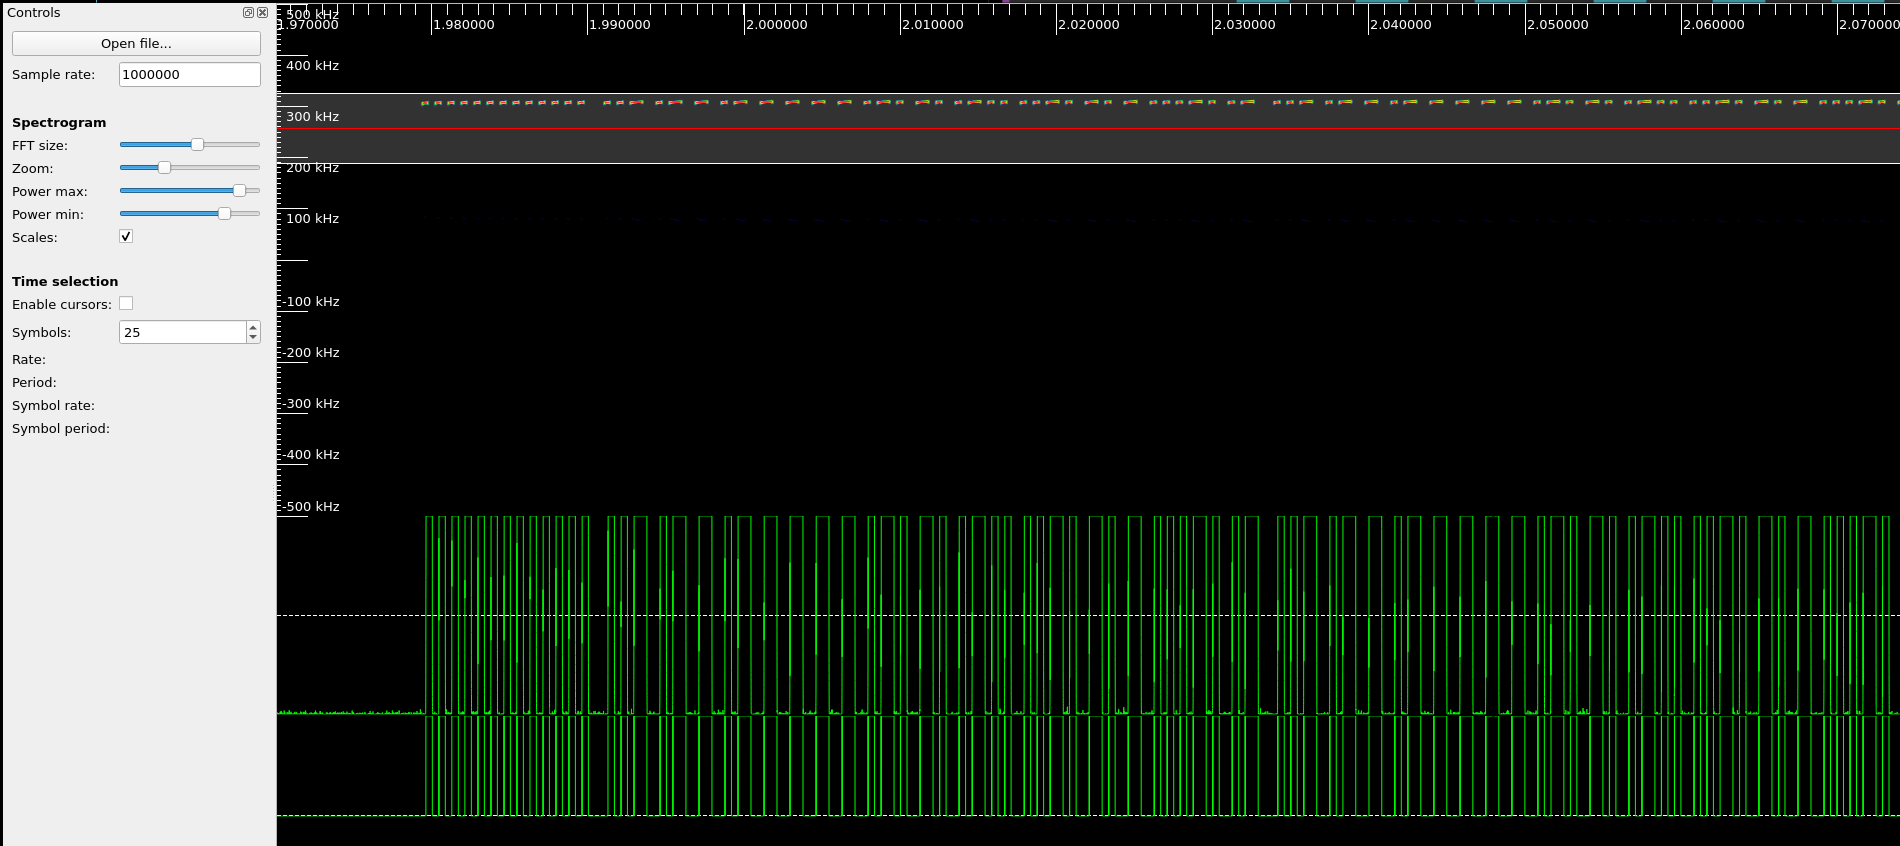 Controls
Open file...
Sample rate: 1000000
Spectrogram
FFT size:
Zoom:
Power max:
Power min:
Scales:
Time selection
Enable cursors:
Symbols: 25
Rate:
Period:
Symbol rate:
Symbol period:
500 kHz
1.970000 1.980000 1.990000 2.000000 2.010000 2.020000 2.030000 2.040000 2.050000 2.060000 2.070000
400 kHz
300 kHz
200 kHz
100 kHz
-100 kHz
-200 kHz
-300 kHz
-400 kHz
-500 kHz